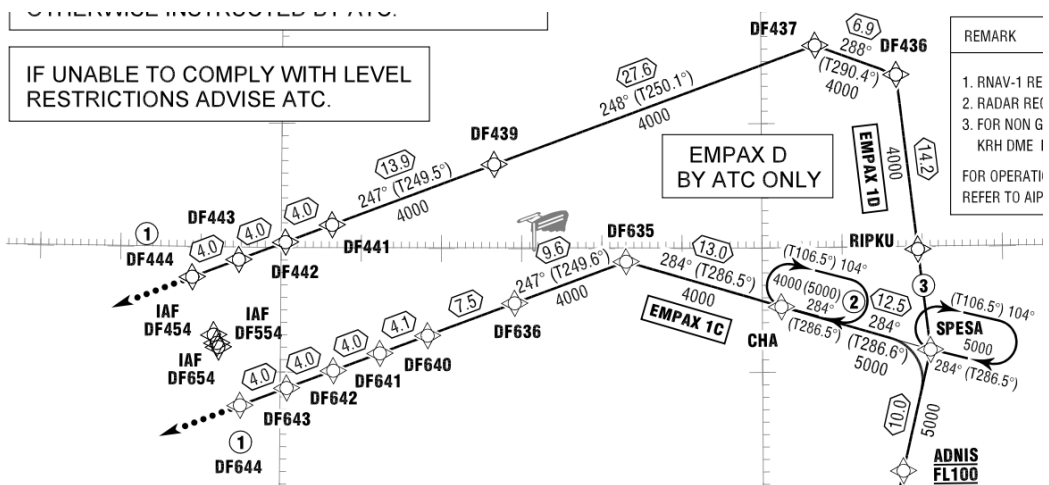 OTHERWISE INSTRUCTED BY ATC.
IF UNABLE TO COMPLY WITH LEVEL
RESTRICTIONS ADVISE ATC.
REMARK
1. RNAV-1 RE
2. RADAR REC
3. FOR NON G
KRH DME
FOR OPERATIO
REFER TO AIP
DF437
6.9
288°
(T290.4°)
4000
DF436
27.6
248° (T250.1°)
4000
DF439
13.9
247° (T249.5°)
4000
EMPAX D
BY ATC ONLY
EMPAX 1D
4000
14.2
DF443
4.0
4.0
4.0
1
DF444
DF441
DF442
RIPKU
3
DF635
9.6
247° (T249.6°)
4000
13.0
284° (T286.5°)
4000
EMPAX 1C
(T106.5°) 104°
4000 (5000)
284°
2
(T286.5°)
CHA
12.5
284°
(T286.6°)
5000
(T106.5°) 104°
SPESA
5000
284° (T286.5°)
IAF
DF454
IAF
DF554
IAF
DF654
7.5
DF636
4.1
DF640
4.0
DF641
4.0
DF642
4.0
DF643
1
DF644
10.0
5000
ADNIS
FL100